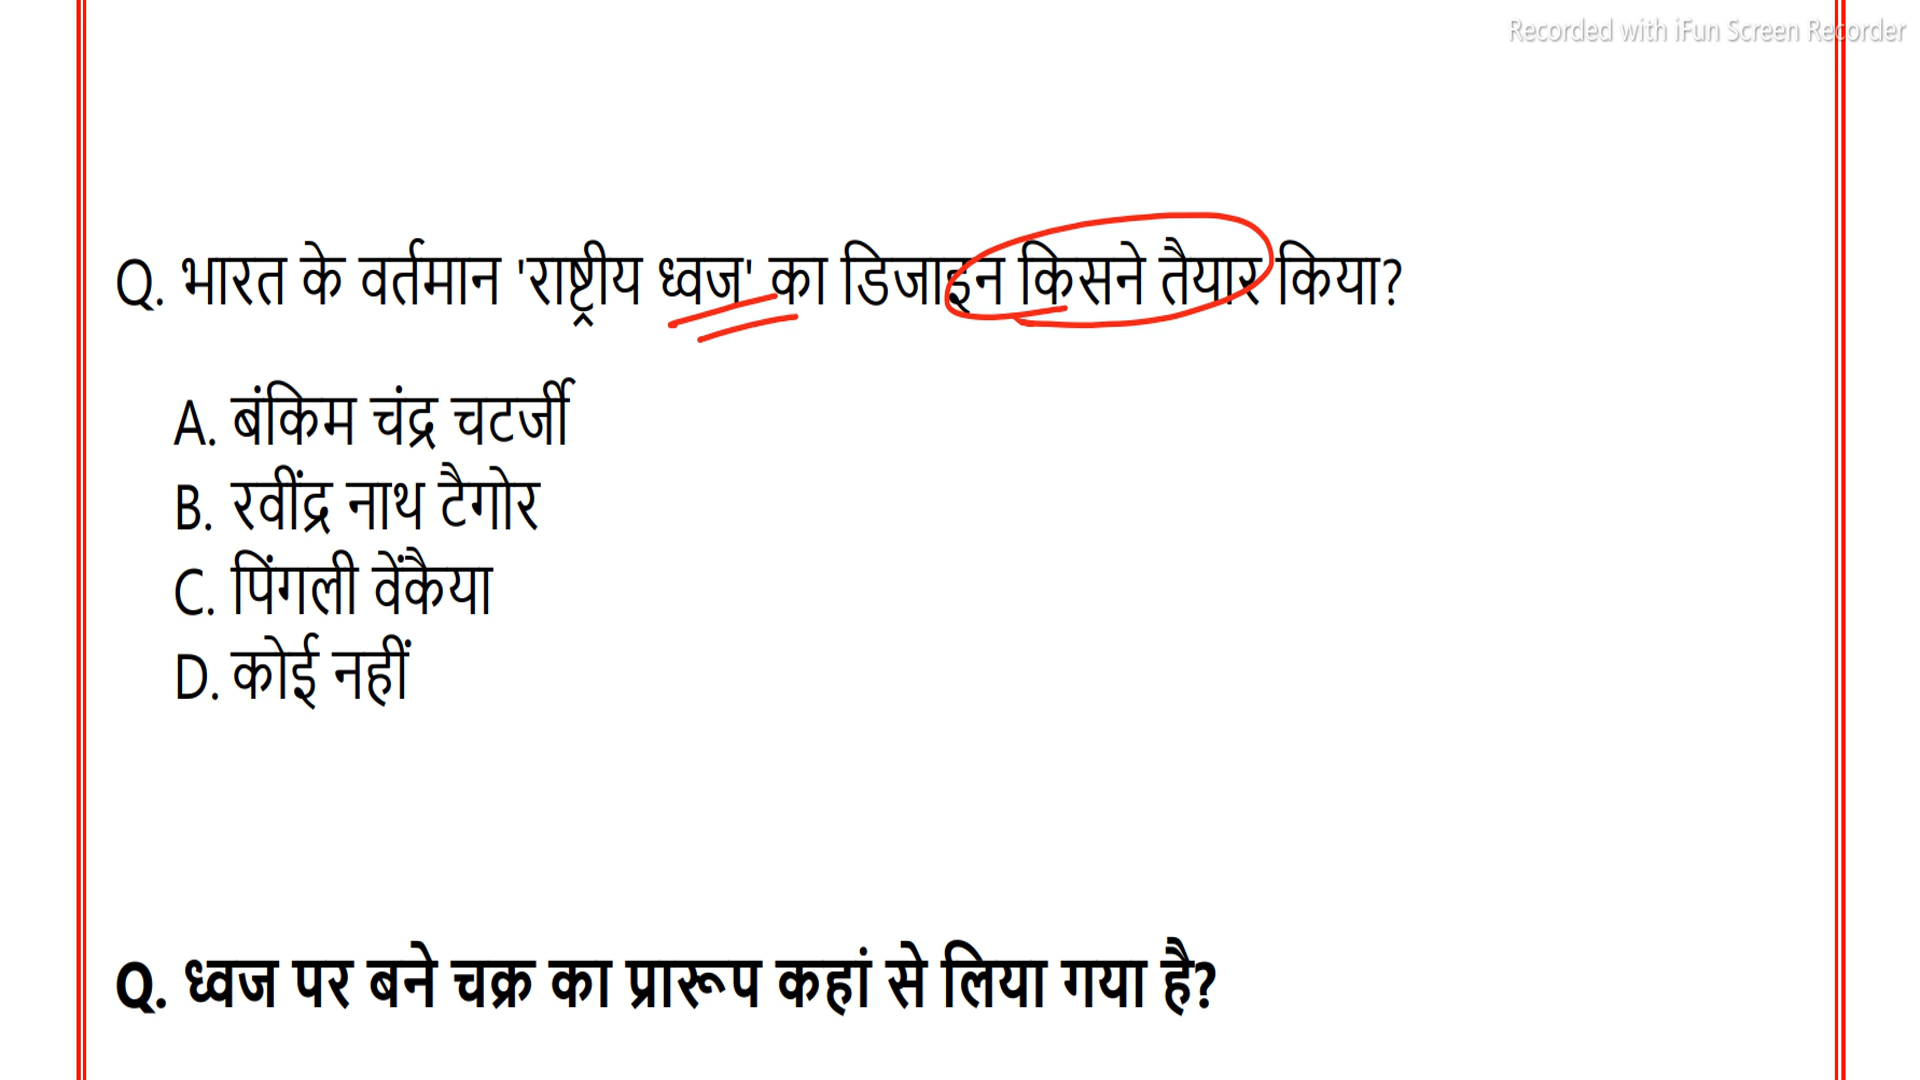 Recorded with iFun Screen Recorder
Q. भारत के वर्तमान 'राष्ट्रीय ध्वज' का डिजाइन किसने तैयार किया?
A. बंकिम चंद्र चटर्जी
B. रवींद्र नाथ टैगोर
C. पिंगली वेंकैया
D. कोई नहीं
Q. ध्वज पर बने चक्र का प्रारूप कहां से लिया गया है?